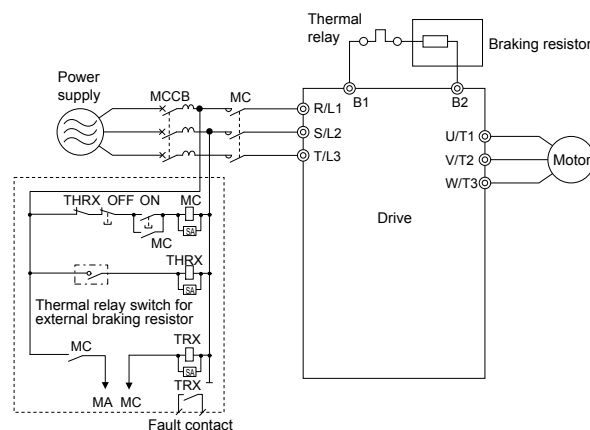 Thermal
relay
Braking resistor
Power
supply
MCCB
MC
B1
B2
R/L1
S/L2
T/L3
U/T1
V/T2
W/T3
Motor
Drive
THRX OFF ON
MC
SA
MC
THRX
SA
Thermal relay switch for
external braking resistor
TRX
MC
SA
TRX
MA MC
Fault contact